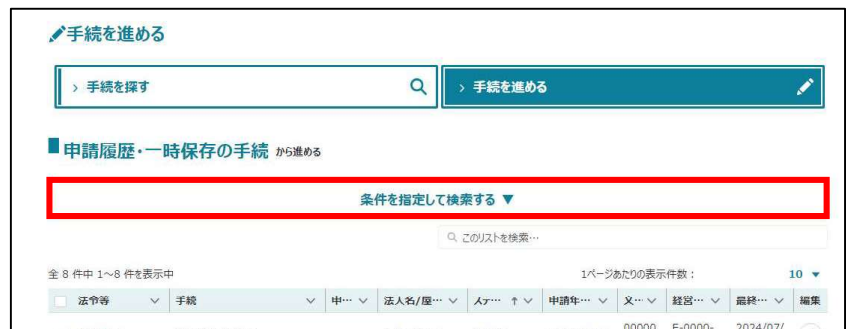 手続を進める
> 手続を探す > 手続を進める
申請履歴・一時保存の手続 から進める
条件を指定して検索する ▼
このリストを検索…
全 8 件中 1～8 件を表示中 1ページあたりの表示件数： 10 ▼
法令等 手続 申… 法人名/屋… ステ… ↑ 申請年… 文… 経営… 最終… 編集
00000 E-0000- 2024/07/